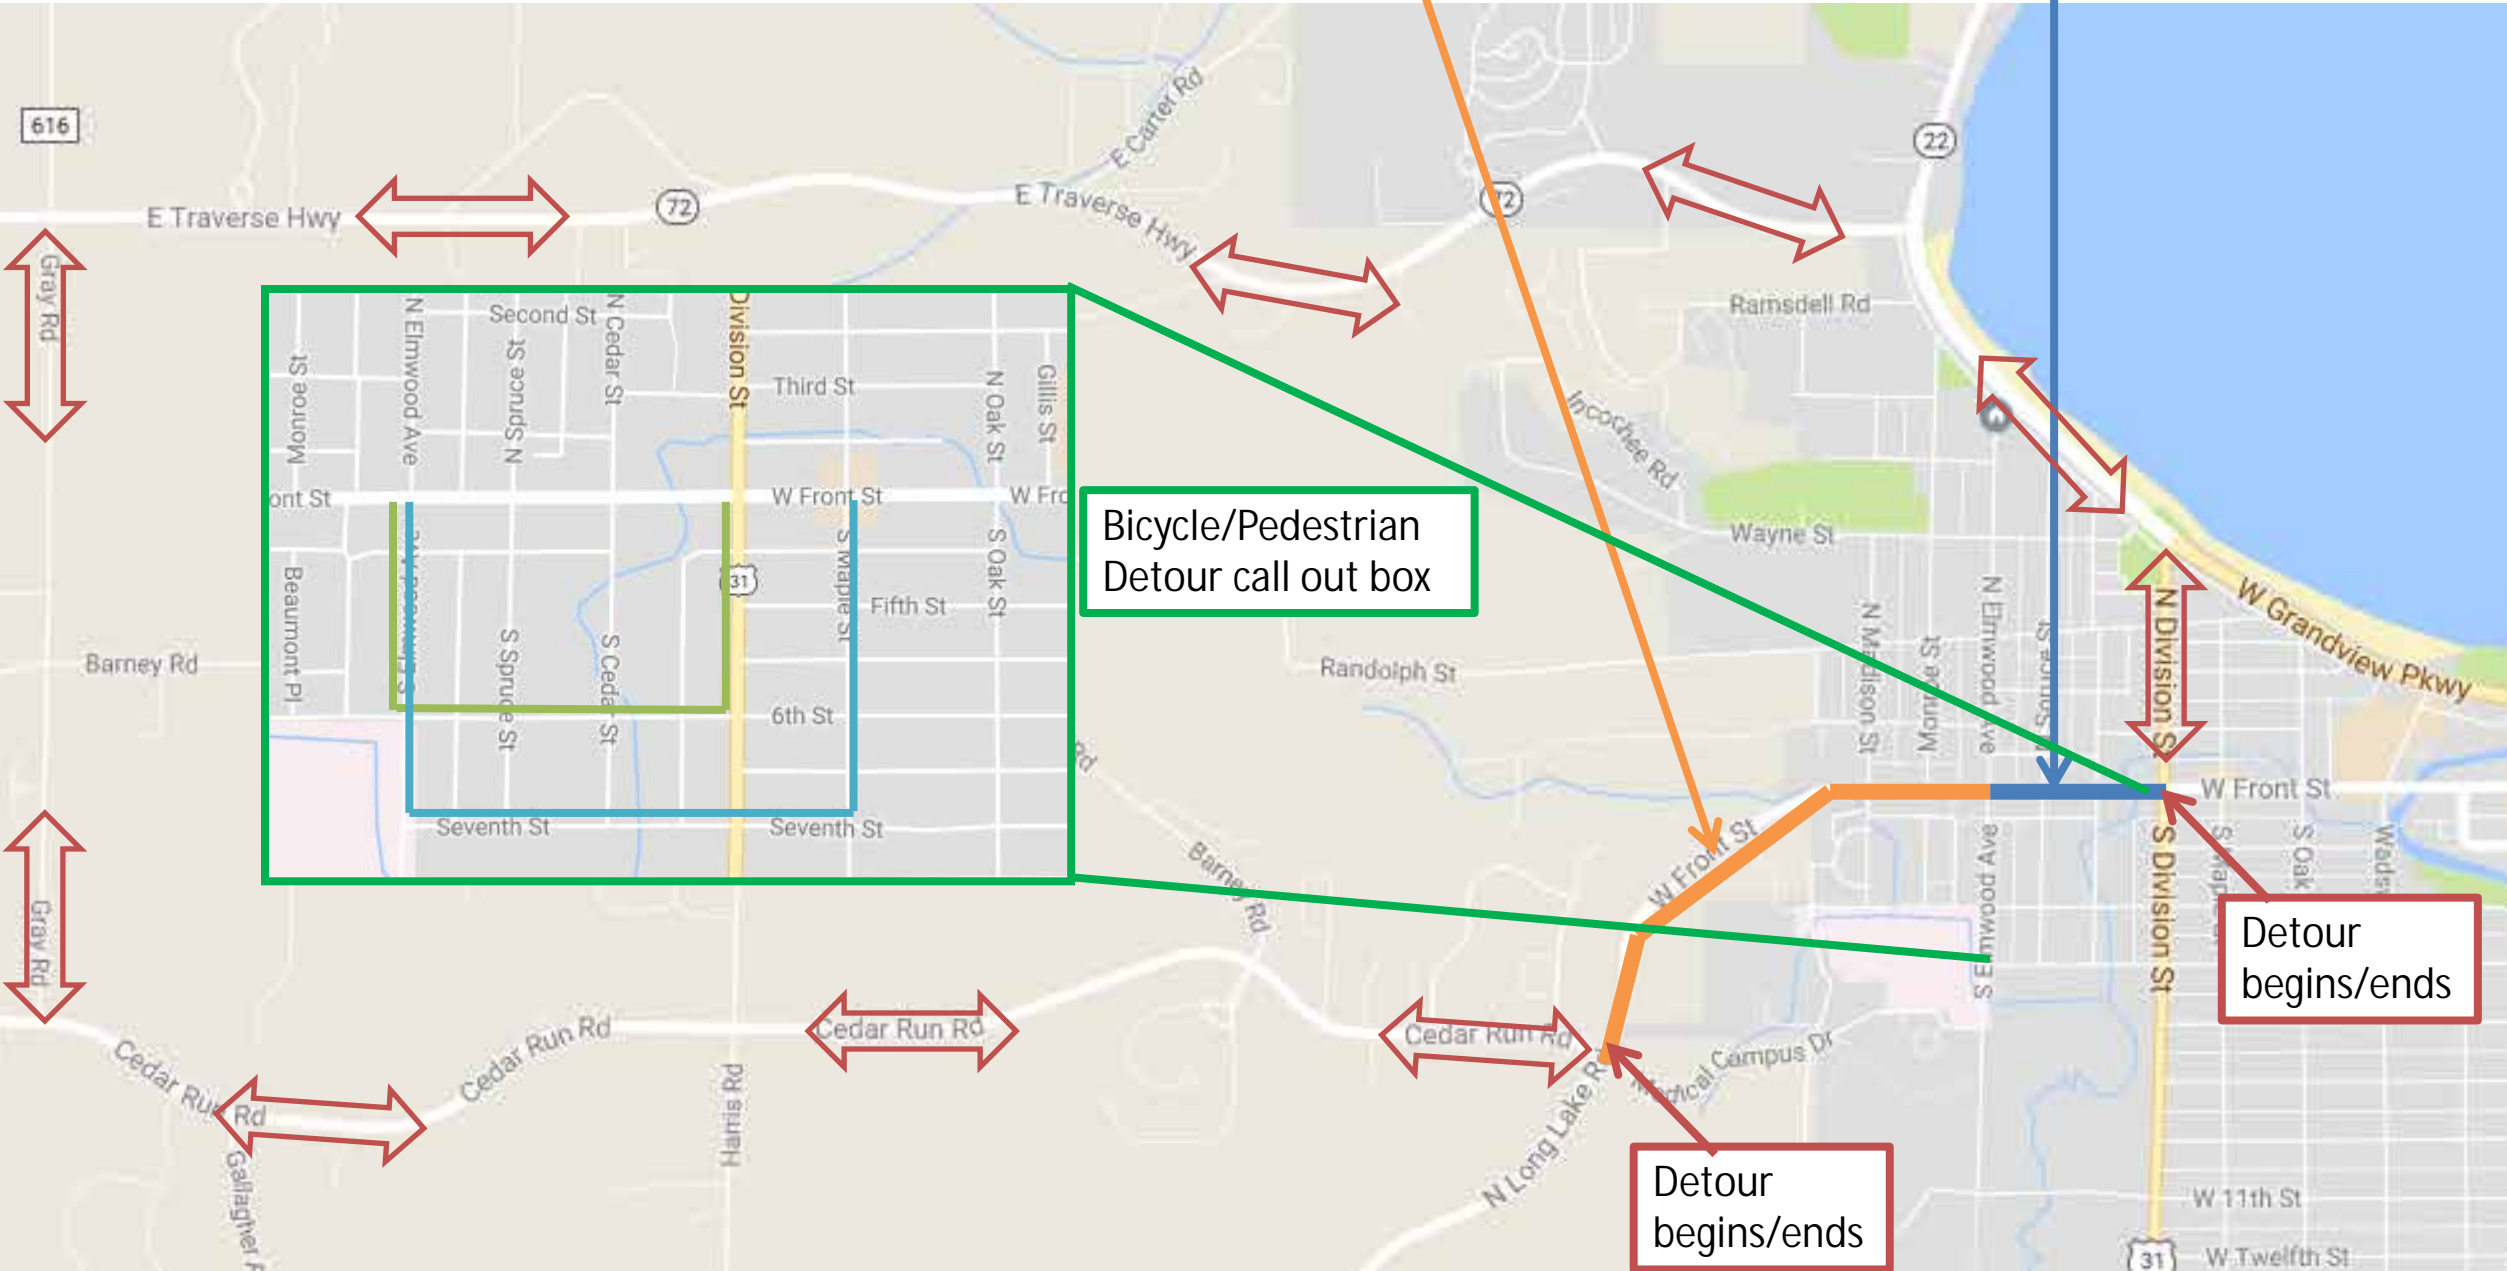 616
22
E Carter Rd
E Traverse Hwy
72
E Traverse Hwy
72
Gray Rd
Ramsdell Rd
N Elmwood Ave
Second St
N Cedar St
Division St
Monroe St
N Spruce St
Third St
N Oak St
Gillis St
Incochee Rd
ont St
W Front St
W Fro
Bicycle/Pedestrian
Detour call out box
Wayne St
Beaumont Pl
31
S Maple St
Fifth St
S Oak St
N Division St
W Grandview Pkwy
Barney Rd
S Spruce St
S Cedar St
6th St
Randolph St
N Madison St
Monroe St
N Elmwood Ave
Rd
Seventh St
Seventh St
W Front St
W Front St
Barney Rd
S Elmwood Ave
S Division St
S Oak
Gray Rd
Detour
begins/ends
Cedar Run Rd
Cedar Run Rd
Cedar Run Rd
Cedar Run Rd
Medical Campus Dr
Harris Rd
N Long Lake Rd
Gallagher
Detour
begins/ends
W 11th St
31
W Twelfth St